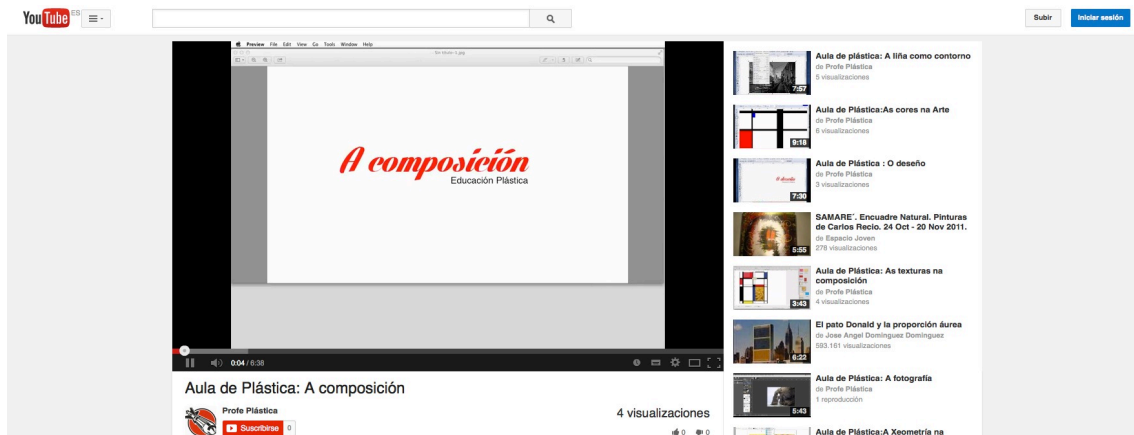 YouTube ES
Subir
Iniciar sesión
Preview File Edit View Go Tools Window Help
A composición
Educación Plástica
0:04 / 6:38
Aula de Plástica: A composición
Profe Plástica
Suscribirse 0
4 visualizaciones
0 0
7:57
Aula de plástica: A liña como contorno
de Profe Plástica
5 visualizaciones
9:18
Aula de Plástica:As cores na Arte
de Profe Plástica
6 visualizaciones
7:30
Aula de Plástica : O deseño
de Profe Plástica
3 visualizaciones
5:55
SAMARE´. Encuadre Natural. Pinturas
de Carlos Recio. 24 Oct - 20 Nov 2011.
de Espacio Joven
278 visualizaciones
3:43
Aula de Plástica: As texturas na
composición
de Profe Plástica
4 visualizaciones
6:22
El pato Donald y la proporción áurea
de Jose Angel Dominguez Dominguez
593.161 visualizaciones
5:43
Aula de Plástica: A fotografía
de Profe Plástica
1 reproducción
Aula de Plástica:A Xeometría na